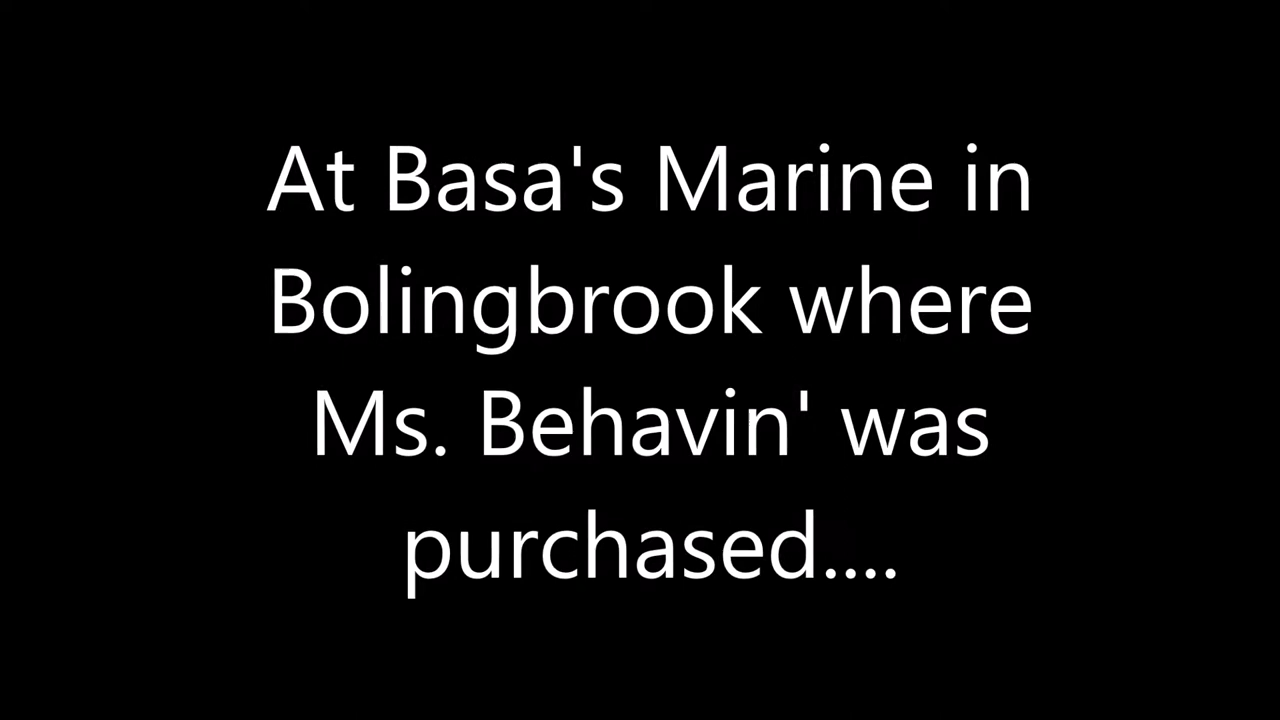 At Basa's Marine in
Bolingbrook where
Ms. Behavin' was
purchased....